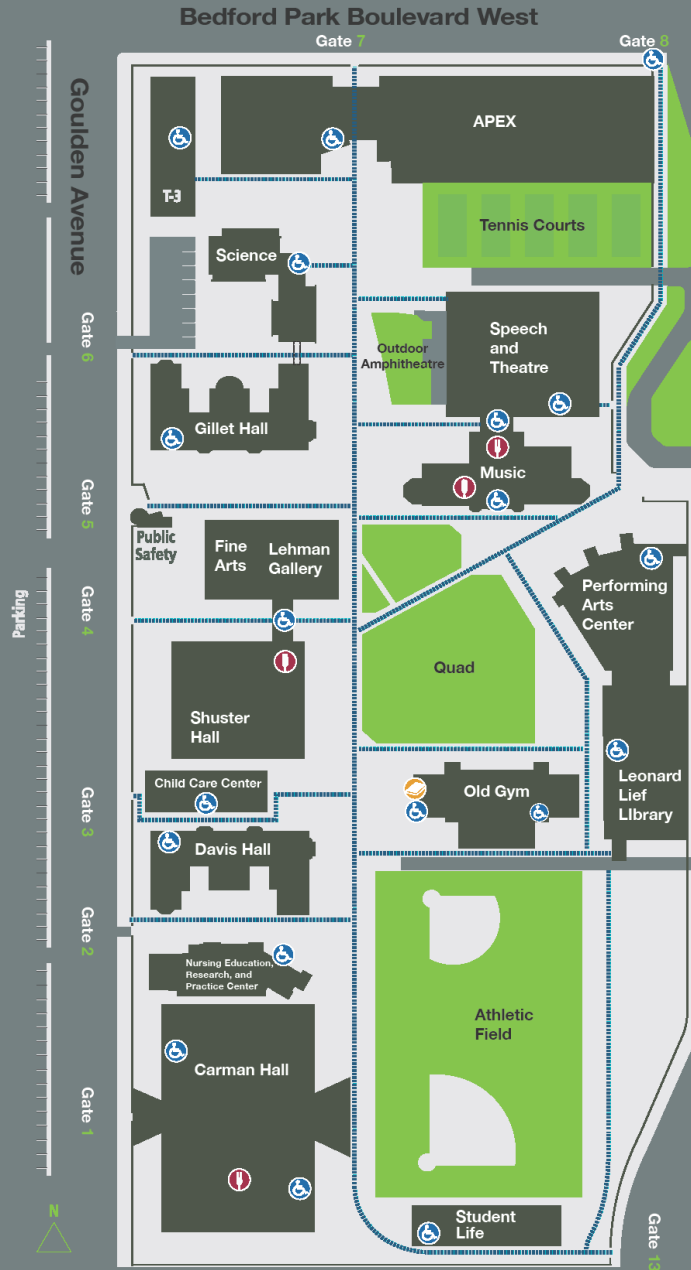 Bedford Park Boulevard West
Gate 7
Gate 8
Goulden Avenue
APEX
T-3
Tennis Courts
Science
Gate 6
Speech
and
Theatre
Outdoor
Amphitheatre
Gillet Hall
Music
Gate 5
Public
Safety
Fine
Arts
Lehman
Gallery
Performing
Arts
Center
Gate 4
Parking
Quad
Shuster
Hall
Child Care Center
Gate 3
Old Gym
Leonard
Lief
LIbrary
Davis Hall
Gate 2
Nursing Education,
Research, and
Practice Center
Athletic
Field
Carman Hall
Gate 1
N
Student
Life
Gate 13